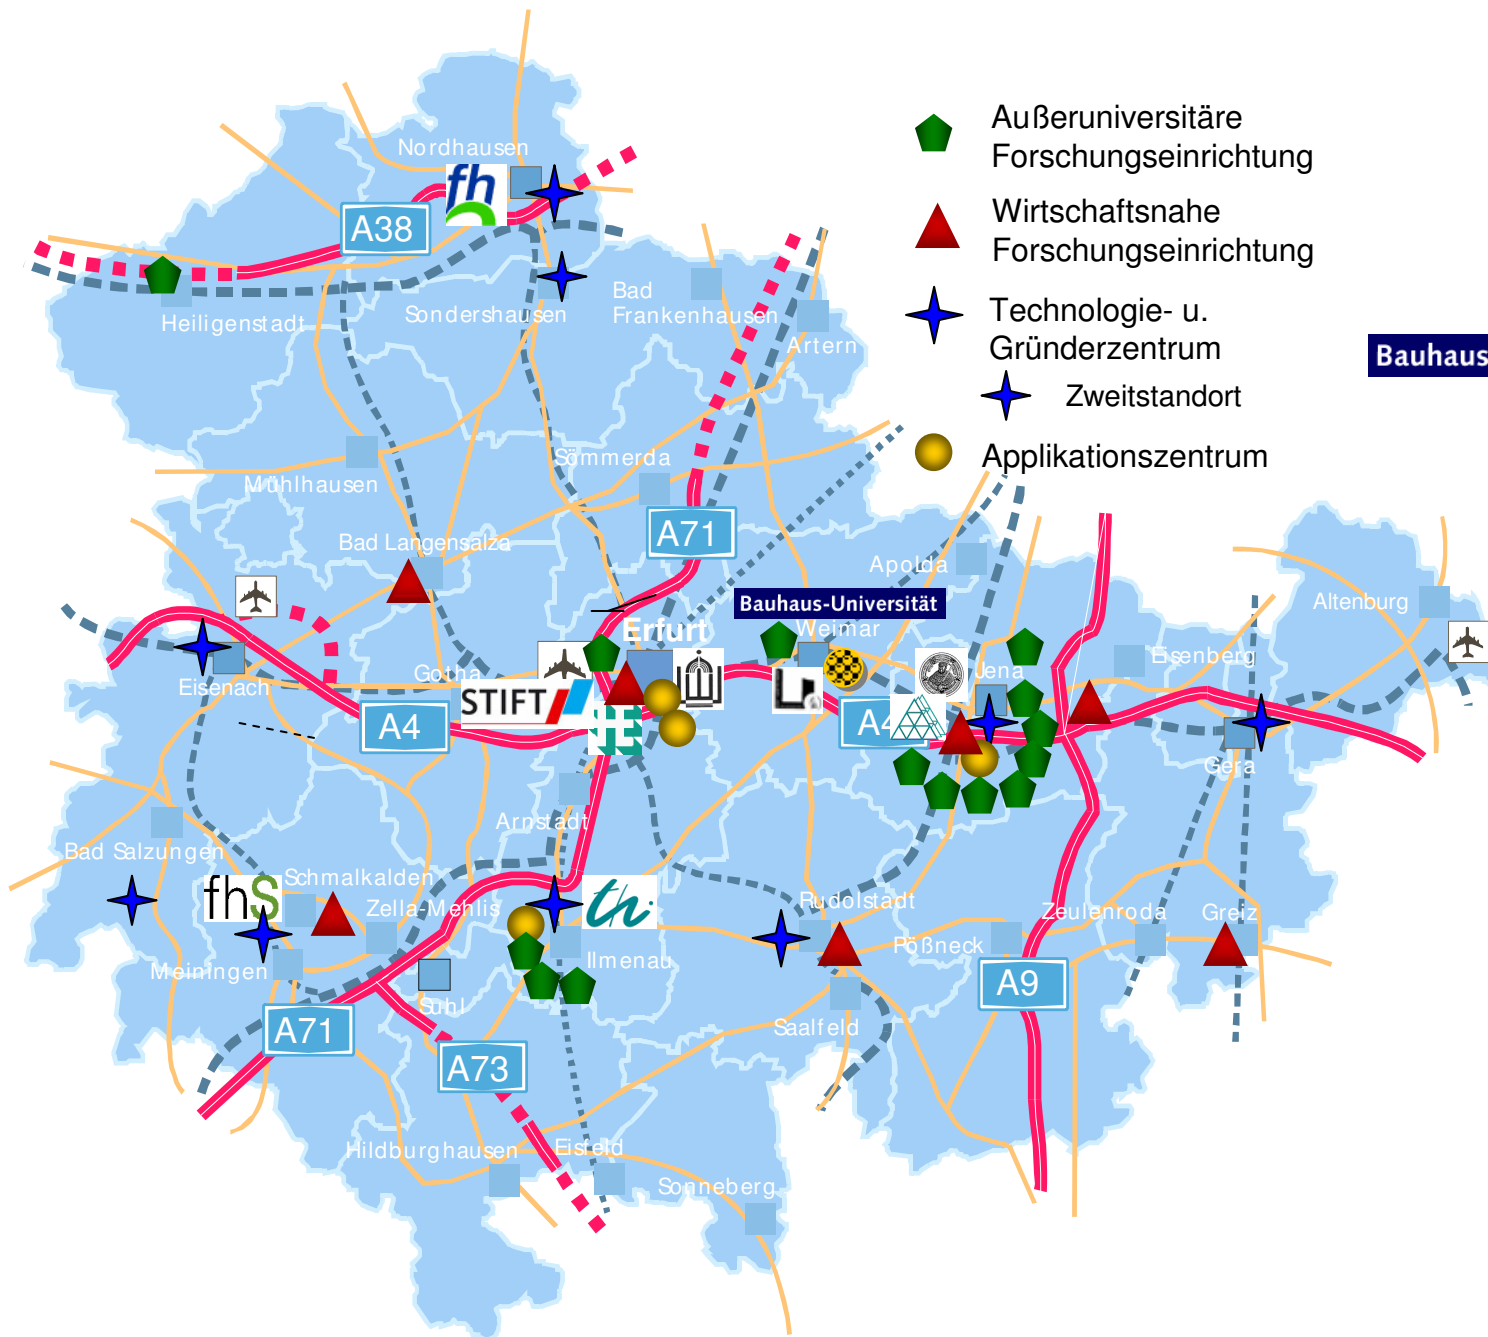 Außeruniversitäre
Forschungseinrichtung
Wirtschaftsnahe
Forschungseinrichtung
Technologie- u.
Gründerzentrum
Zweitstandort
Applikationszentrum
Bauhaus
Nordhausen
fh
A38
Heiligenstadt
Sondershausen
Bad
Frankenhausen
Artern
Mühlhausen
Sömmerda
A71
Bad Langensalza
Apolda
Bauhaus-Universität
Weimar
Altenburg
Erfurt
Eisenach
Gotha
STIFT
Jena
Eisenberg
A4
A4
Gera
Arnstadt
Bad Salzungen
fhS
Schmalkalden
Zella-Mehlis
th
Rudolstadt
Zeulenroda
Greiz
Meiningen
Ilmenau
Pößneck
Suhl
A9
Saalfeld
A71
A73
Hildburghausen
Eisfeld
Sonneberg